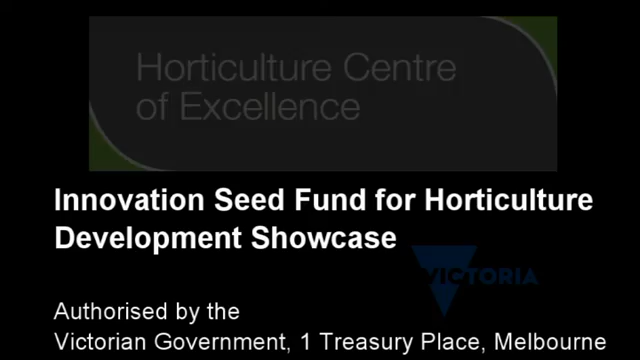 Horticulture Centre
of Excellence
Innovation Seed Fund for Horticulture
Development Showcase
VICTORIA
Authorised by the
Victorian Government, 1 Treasury Place, Melbourne